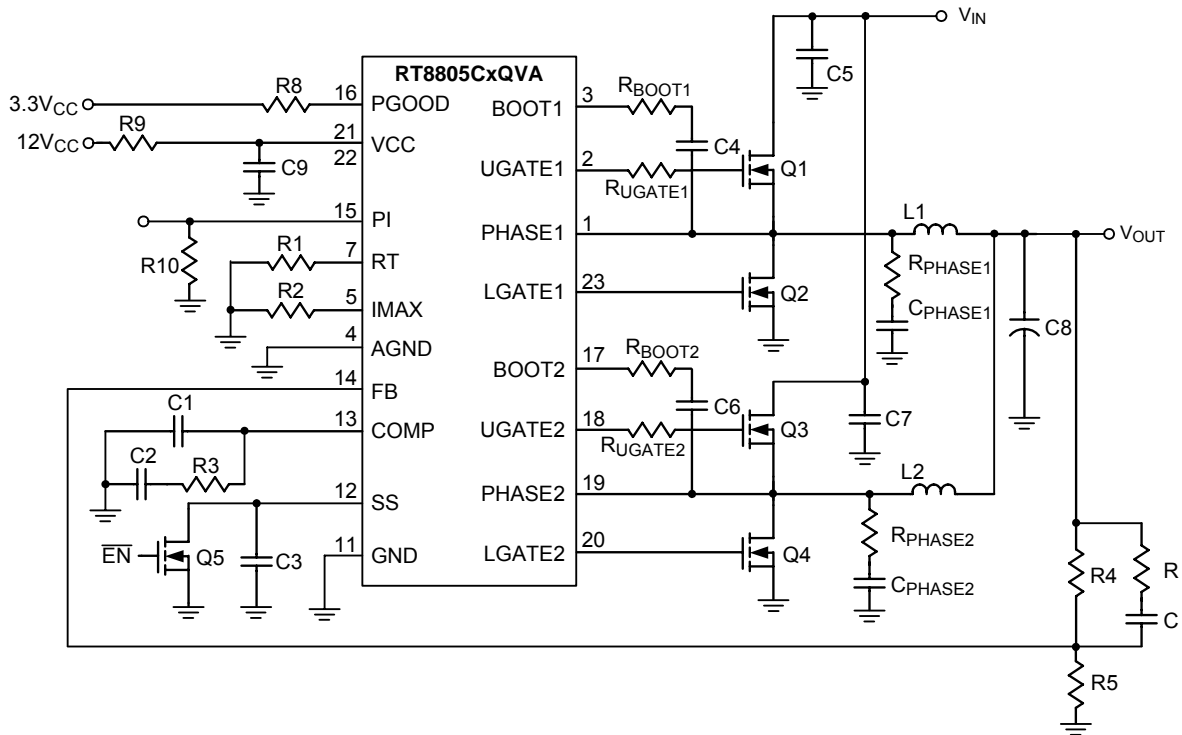 V_IN
C5
RT8805CxQVA
3.3V_CC
R8
16
PGOOD
BOOT1
3
R_BOOT1
12V_CC
R9
21
VCC
22
C9
C4
UGATE1
2
R_UGATE1
Q1
15
PI
R10
PHASE1
1
L1
V_OUT
R1
7
RT
R_PHASE1
R2
5
IMAX
LGATE1
23
Q2
C_PHASE1
C8
4
AGND
BOOT2
17
R_BOOT2
14
FB
C1
13
COMP
C6
UGATE2
18
R_UGATE2
Q3
C7
C2
R3
PHASE2
19
L2
12
SS
EN
Q5
C3
R_PHASE2
11
GND
LGATE2
20
Q4
C_PHASE2
R4
R
C
R5